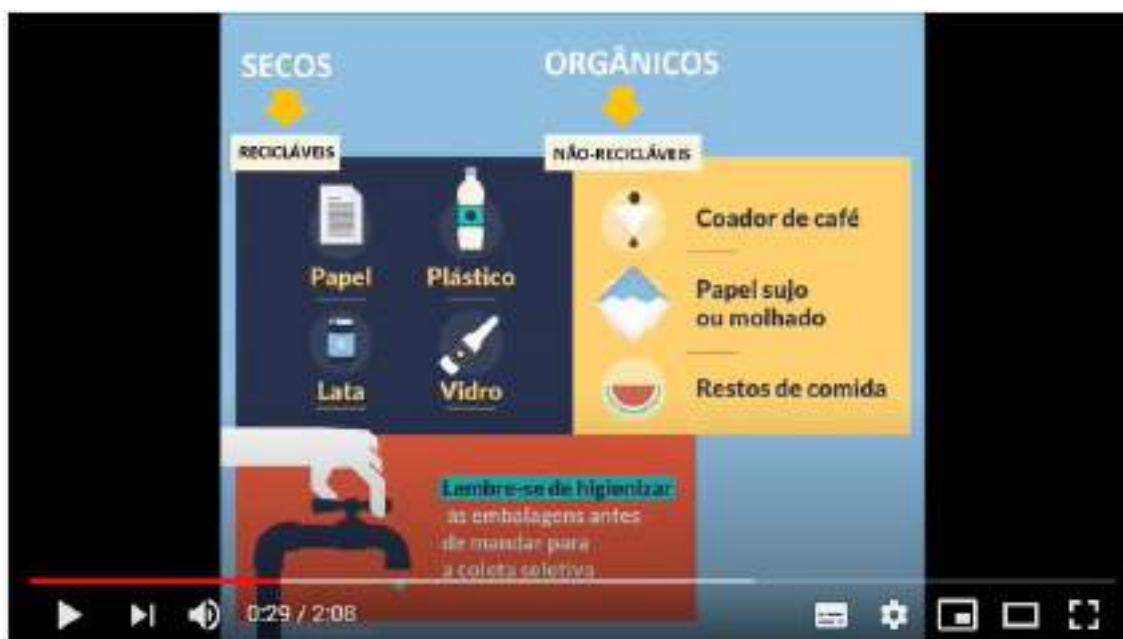 SECOS
ORGÂNICOS
RECICLÁVEIS
NÃO-RECICLÁVEIS
Papel
Plástico
Lata
Vidro
Coador de café
Papel sujo
ou molhado
Restos de comida
Lembre-se de higienizar
as embalagens antes
de mandar para
a coleta seletiva
0:29 / 2:08